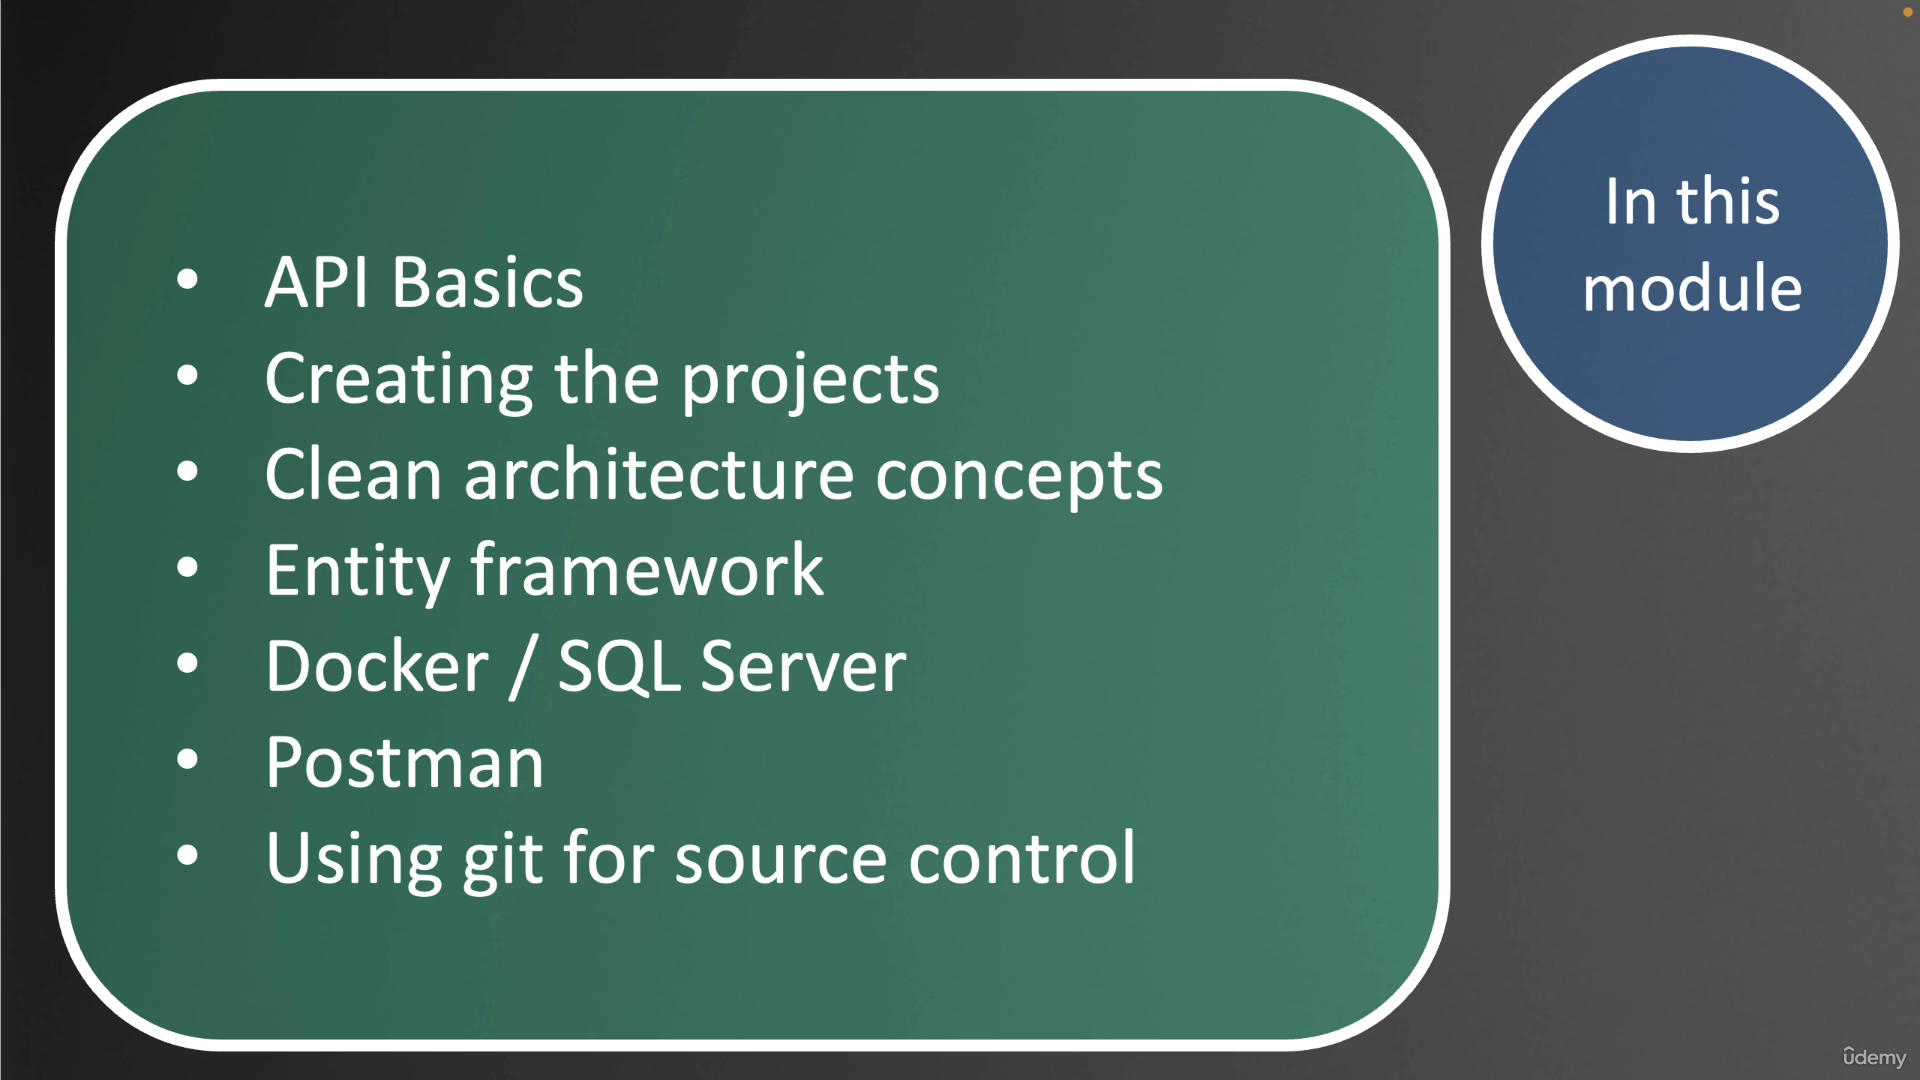 In this
module
• API Basics
• Creating the projects
• Clean architecture concepts
• Entity framework
• Docker / SQL Server
• Postman
• Using git for source control
ûdemy